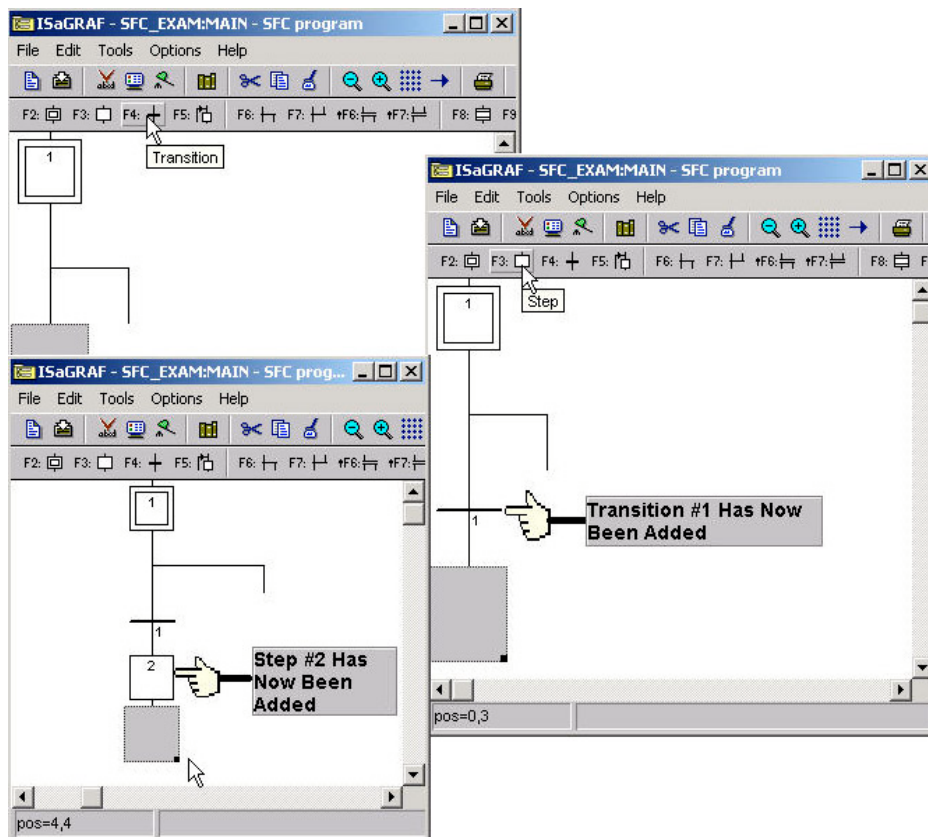 ISaGRAF - SFC_EXAM:MAIN - SFC program
File Edit Tools Options Help
abcd
F2: F3: F4: F5: F6: F7: ↑F6: ↑F7: F8: F9
Transition
1
ISaGRAF - SFC_EXAM:MAIN - SFC program
File Edit Tools Options Help
abcd
F2: F3: F4: F5: F6: F7: ↑F6: ↑F7: F8: F
Step
1
1
Transition #1 Has Now
Been Added
pos=0,3
ISaGRAF - SFC_EXAM:MAIN - SFC prog...
File Edit Tools Options Help
abcd
F2: F3: F4: F5: F6: F7: ↑F6: ↑F7:
1
1
2
Step #2 Has
Now Been
Added
pos=4,4